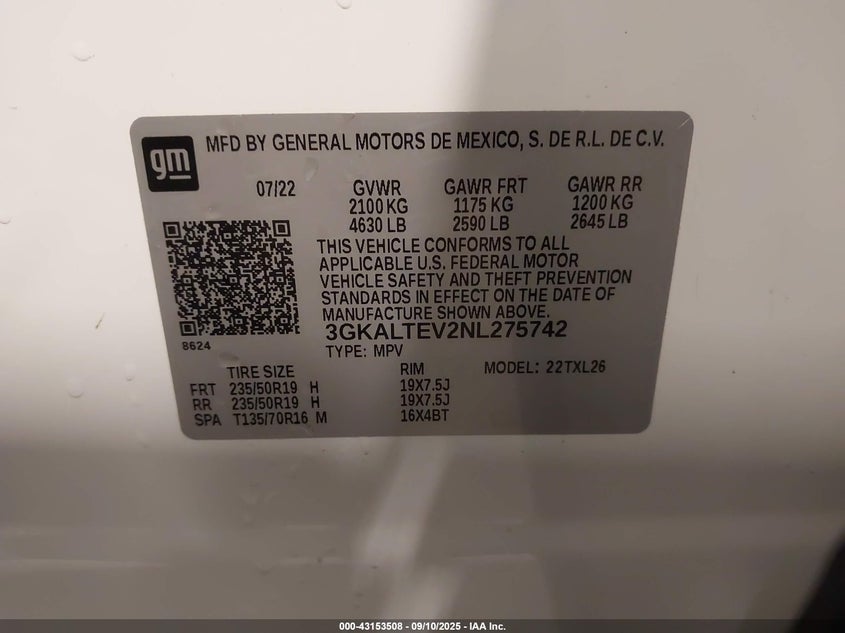 gm
MFD BY GENERAL MOTORS DE MEXICO, S. DE R.L. DE C.V.
07/22 GVWR GAWR FRT GAWR RR
2100 KG 1175 KG 1200 KG
4630 LB 2590 LB 2645 LB
THIS VEHICLE CONFORMS TO ALL
APPLICABLE U.S. FEDERAL MOTOR
VEHICLE SAFETY AND THEFT PREVENTION
STANDARDS IN EFFECT ON THE DATE OF
MANUFACTURE SHOWN ABOVE.
3GKALTEV2NL275742
8624
TYPE: MPV
TIRE SIZE RIM MODEL: 22TXL26
FRT 235/50R19 H 19X7.5J
RR 235/50R19 H 19X7.5J
SPA T135/70R16 M 16X4BT
000-43153508 - 09/10/2025 - IAA Inc.